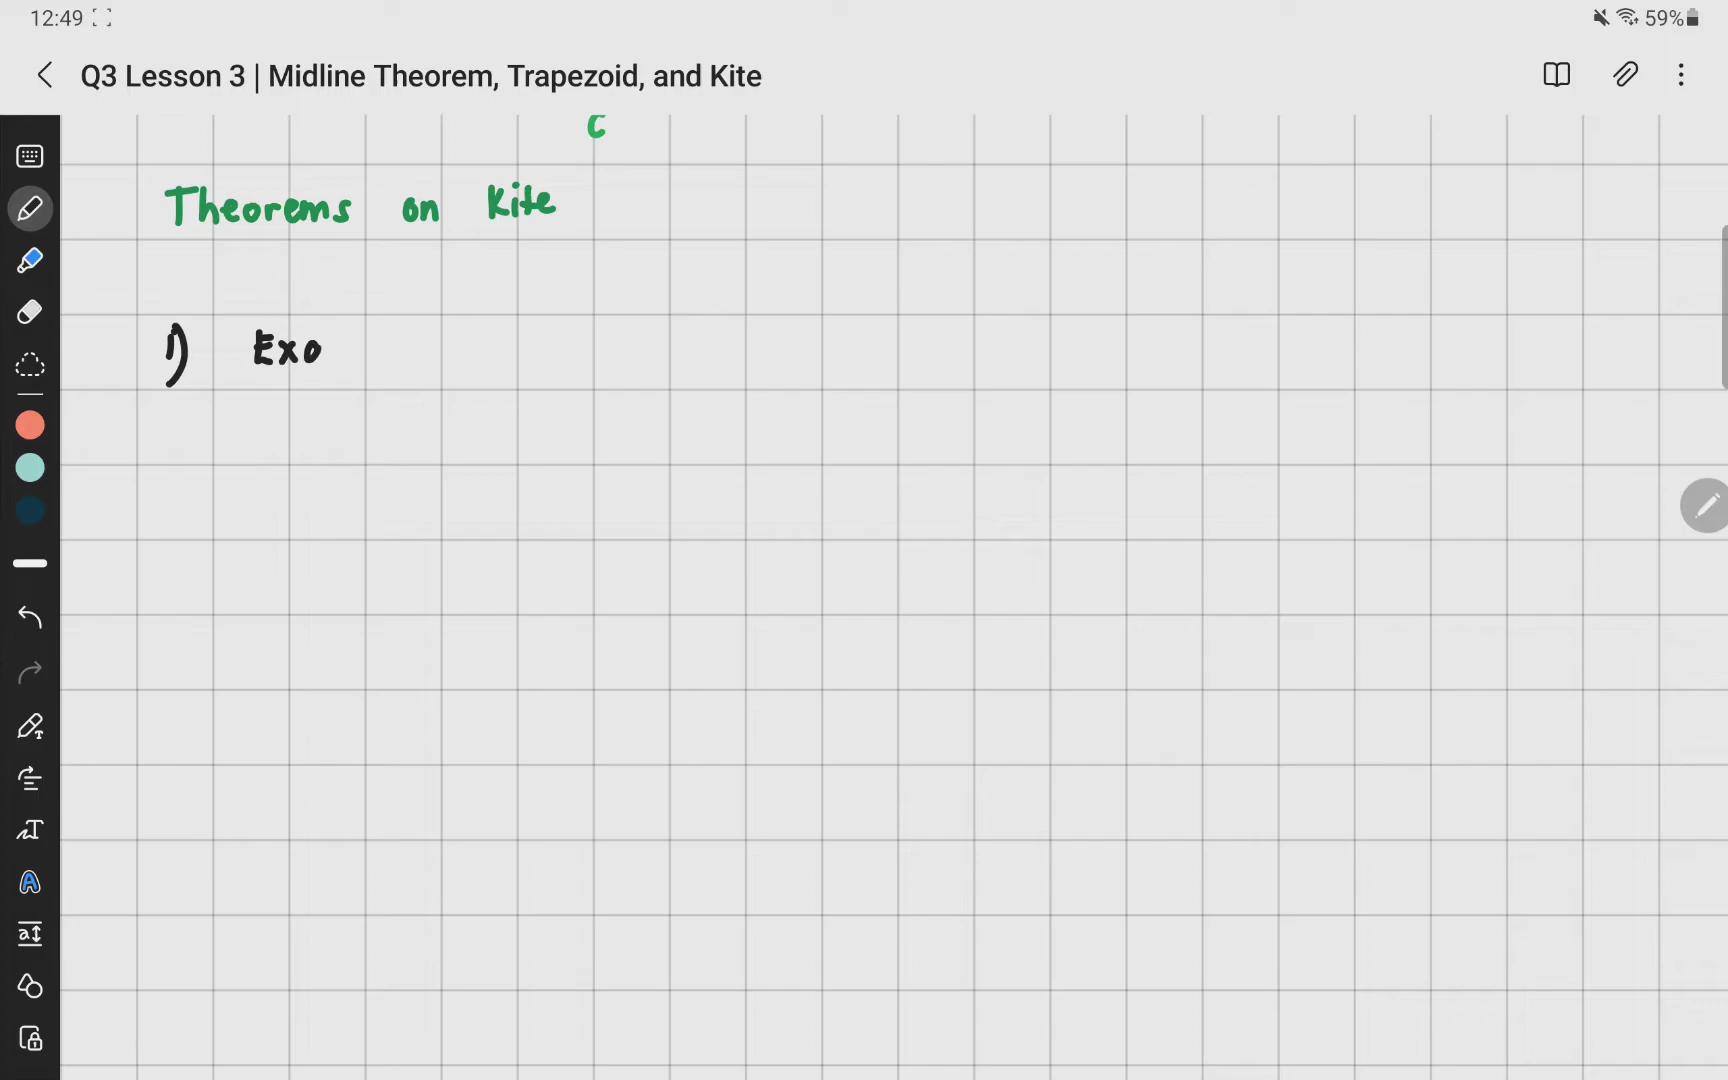 12:49
59%
Q3 Lesson 3 | Midline Theorem, Trapezoid, and Kite
C
Theorems on Kite
1) Exo